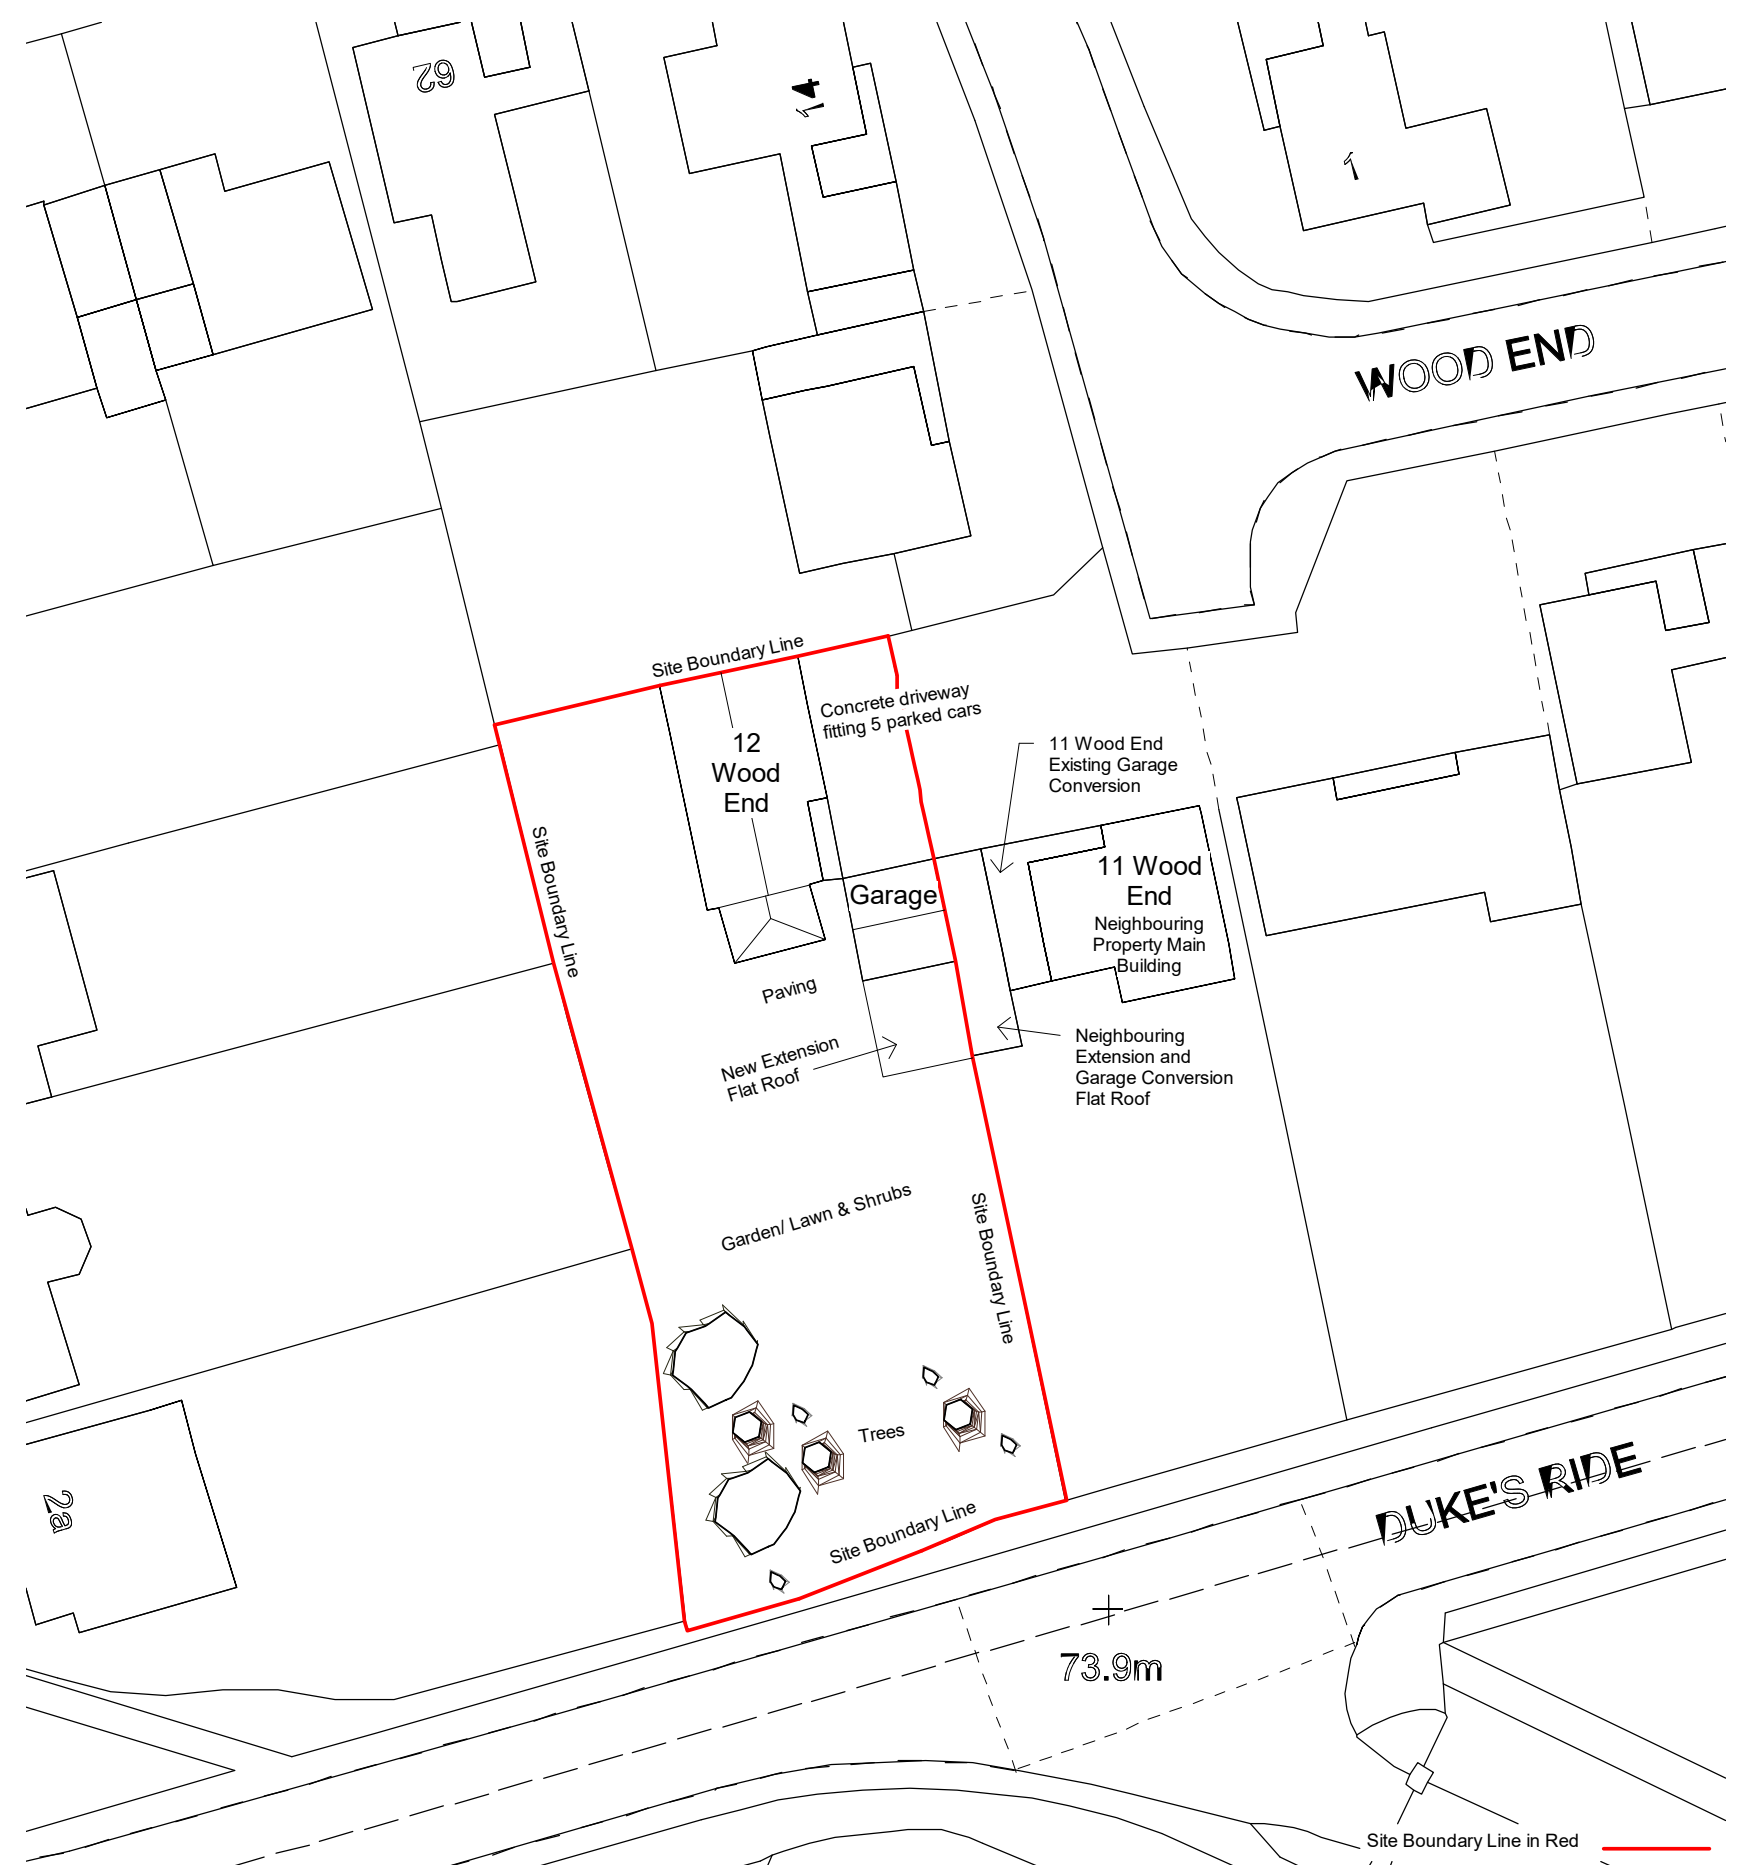 62
14
1
WOOD END
Site Boundary Line
Concrete driveway
fitting 5 parked cars
12
Wood
End
11 Wood End
Existing Garage
Conversion
Site Boundary Line
Garage
11 Wood
End
Neighbouring
Property Main
Building
Paving
New Extension
Flat Roof
Neighbouring
Extension and
Garage Conversion
Flat Roof
Garden/ Lawn & Shrubs
Site Boundary Line
Trees
2a
Site Boundary Line
DUKE'S RIDE
73.9m
Site Boundary Line in Red